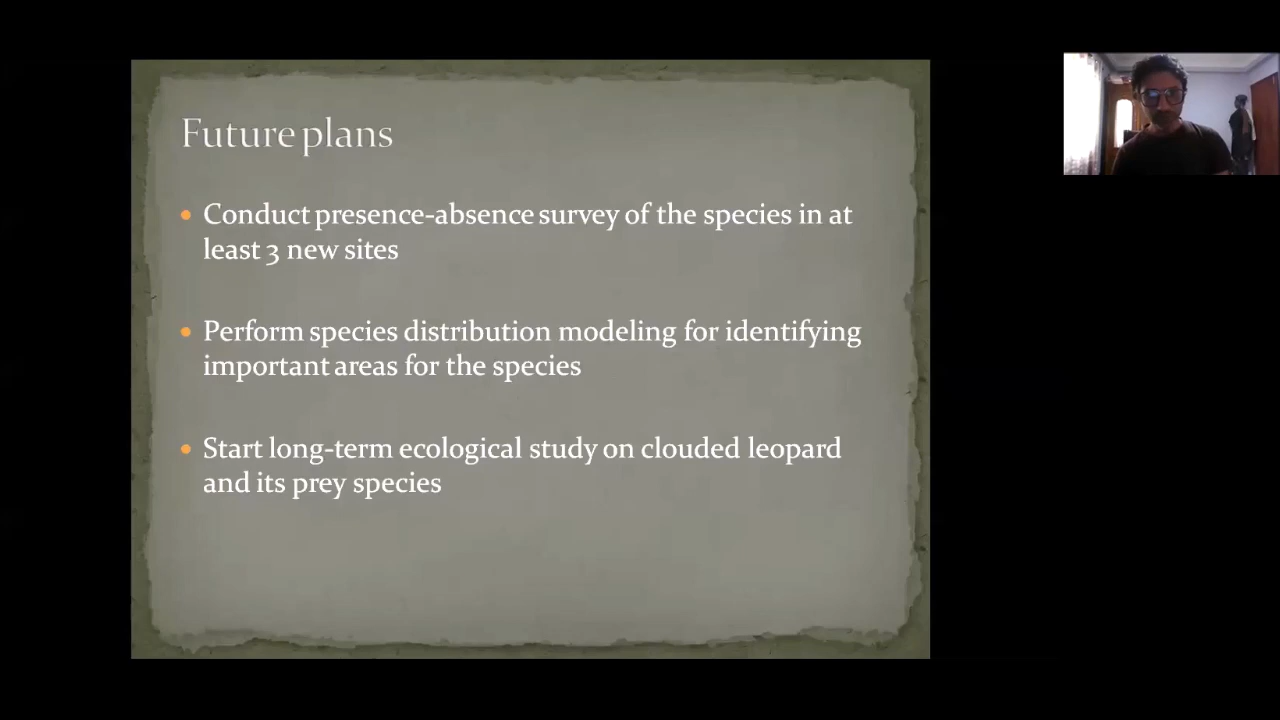 Future plans
Conduct presence-absence survey of the species in at
least 3 new sites
Perform species distribution modeling for identifying
important areas for the species
Start long-term ecological study on clouded leopard
and its prey species